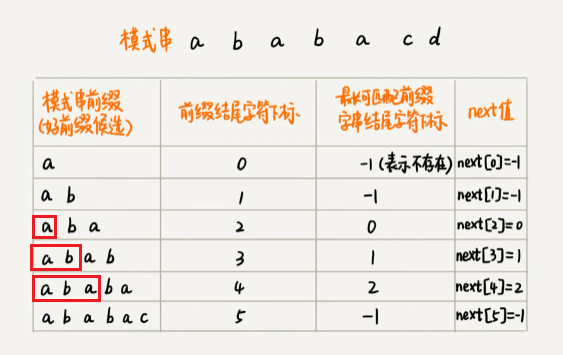 模式串 a b a b a c d
模式串前缀
(好前缀候选)
前缀结尾字符下标
最长可匹配前缀
字串结尾字符下标
next值
a 0 -1(表示不存在) next[0]=-1
a b 1 -1 next[1]=-1
a b a 2 0 next[2]=0
a b a b 3 1 next[3]=1
a b a b a 4 2 next[4]=2
a b a b a c 5 -1 next[5]=-1